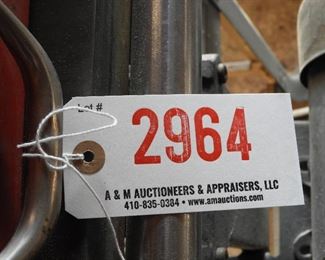 Lot #
2964
A & M AUCTIONEERS & APPRAISERS, LLC
410-835-0384 • www.amauctions.com